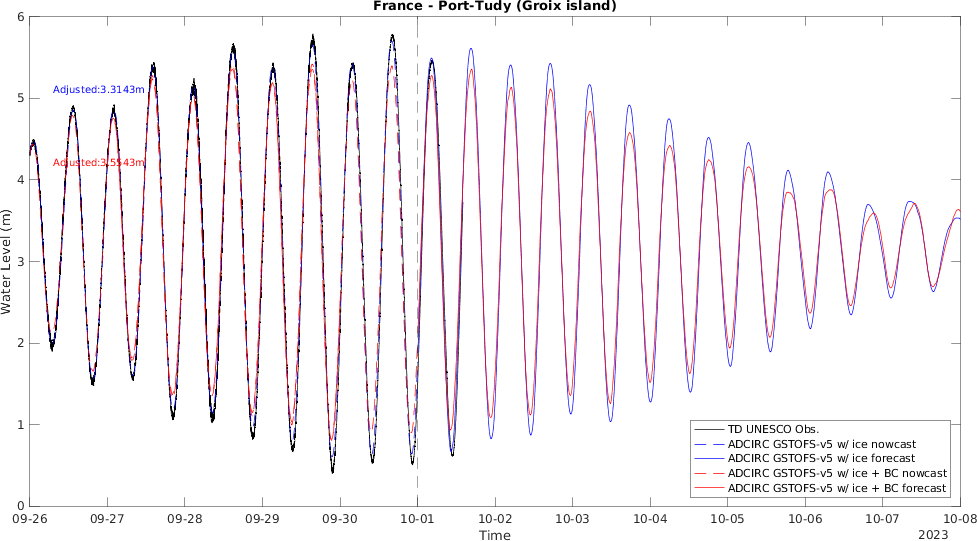 France - Port-Tudy (Groix island)
6
5
4
3
2
1
0
Water Level (m)
Adjusted:3.3143m
Adjusted:3.5543m
TD UNESCO Obs.
ADCIRC GSTOFS-v5 w/ ice nowcast
ADCIRC GSTOFS-v5 w/ ice forecast
ADCIRC GSTOFS-v5 w/ ice + BC nowcast
ADCIRC GSTOFS-v5 w/ ice + BC forecast
09-26 09-27 09-28 09-29 09-30 10-01 10-02 10-03 10-04 10-05 10-06 10-07 10-08
Time
2023